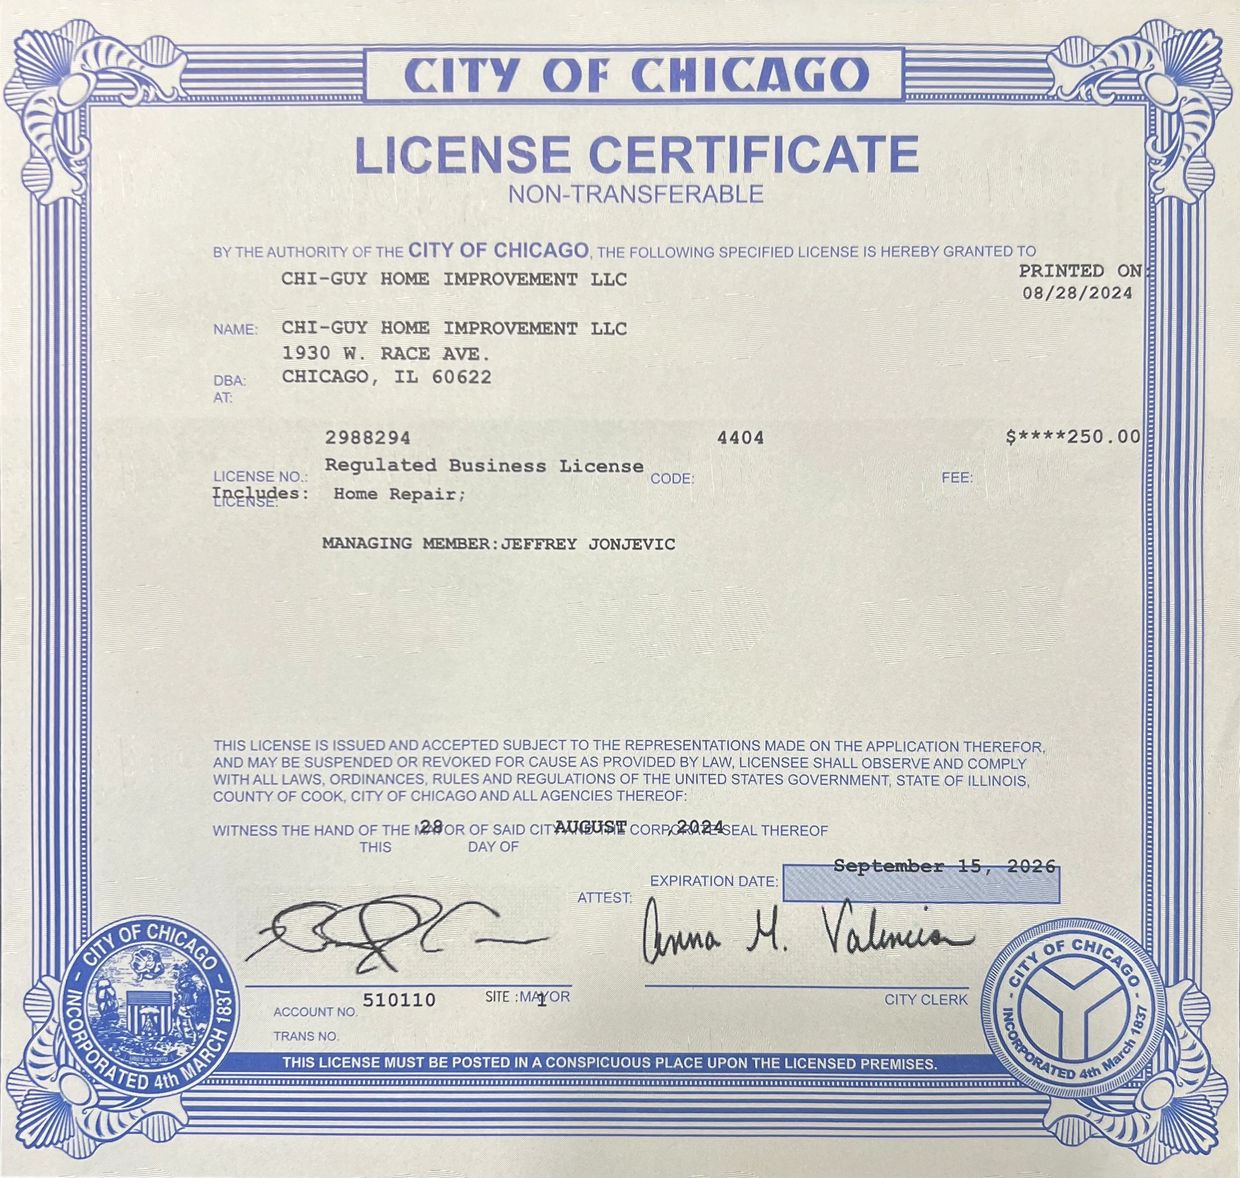 CITY OF CHICAGO
LICENSE CERTIFICATE
NON-TRANSFERABLE
BY THE AUTHORITY OF THE CITY OF CHICAGO, THE FOLLOWING SPECIFIED LICENSE IS HEREBY GRANTED TO
CHI-GUY HOME IMPROVEMENT LLC
PRINTED ON:
08/28/2024
NAME: CHI-GUY HOME IMPROVEMENT LLC
1930 W. RACE AVE.
DBA: CHICAGO, IL 60622
AT:
2988294 4404 $****250.00
Regulated Business License
LICENSE NO.: CODE: FEE:
Includes: Home Repair;
LICENSE:
MANAGING MEMBER:JEFFREY JONJEVIC
THIS LICENSE IS ISSUED AND ACCEPTED SUBJECT TO THE REPRESENTATIONS MADE ON THE APPLICATION THEREFOR,
AND MAY BE SUSPENDED OR REVOKED FOR CAUSE AS PROVIDED BY LAW, LICENSEE SHALL OBSERVE AND COMPLY
WITH ALL LAWS, ORDINANCES, RULES AND REGULATIONS OF THE UNITED STATES GOVERNMENT, STATE OF ILLINOIS,
COUNTY OF COOK, CITY OF CHICAGO AND ALL AGENCIES THEREOF:
28 AUGUST ,2024
WITNESS THE HAND OF THE MAYOR OF SAID CITY AND THE CORPORATE SEAL THEREOF
THIS DAY OF
September 15, 2026
EXPIRATION DATE:
ATTEST:
Anna M. Valencia
ACCOUNT NO. 510110 SITE : 1 MAYOR
CITY CLERK
TRANS NO.
THIS LICENSE MUST BE POSTED IN A CONSPICUOUS PLACE UPON THE LICENSED PREMISES.
CITY OF CHICAGO
INCORPORATED 4th MARCH 1837
CITY OF CHICAGO
INCORPORATED 4th March 1837